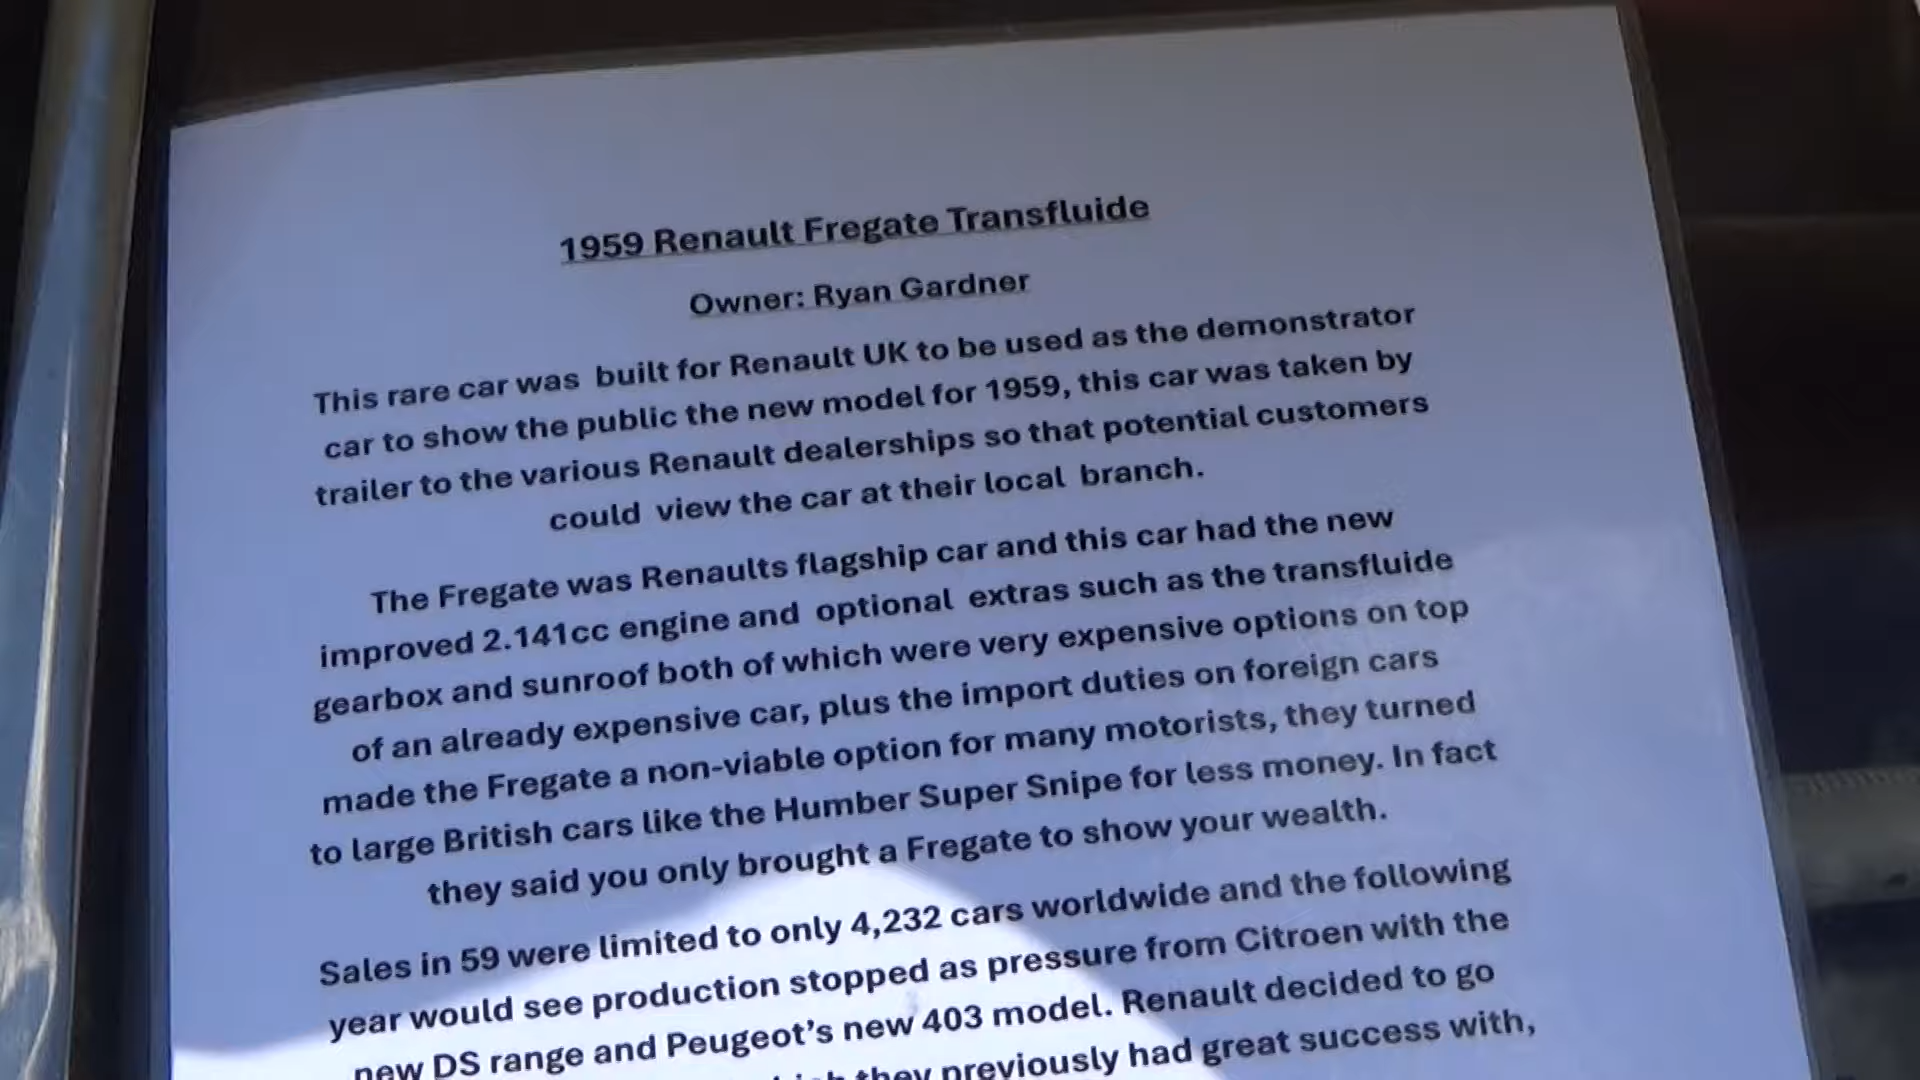 1959 Renault Fregate Transfluide
Owner: Ryan Gardner
This rare car was built for Renault UK to be used as the demonstrator
car to show the public the new model for 1959, this car was taken by
trailer to the various Renault dealerships so that potential customers
could view the car at their local branch.
The Fregate was Renaults flagship car and this car had the new
improved 2.141cc engine and optional extras such as the transfluide
gearbox and sunroof both of which were very expensive options on top
of an already expensive car, plus the import duties on foreign cars
made the Fregate a non-viable option for many motorists, they turned
to large British cars like the Humber Super Snipe for less money. In fact
they said you only brought a Fregate to show your wealth.
Sales in 59 were limited to only 4,232 cars worldwide and the following
year would see production stopped as pressure from Citroen with the
new DS range and Peugeot's new 403 model. Renault decided to go
they previously had great success with,